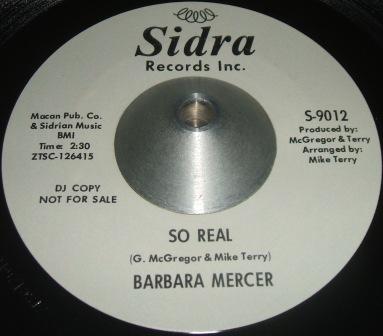 Sidra
Records Inc.
Macan Pub. Co.
& Sidrian Music
BMI
Time: 2:30
ZTSC-126415
S-9012
Produced by:
McGregor & Terry
Arranged by:
Mike Terry
DJ COPY
NOT FOR SALE
SO REAL
(G. McGregor & Mike Terry)
BARBARA MERCER